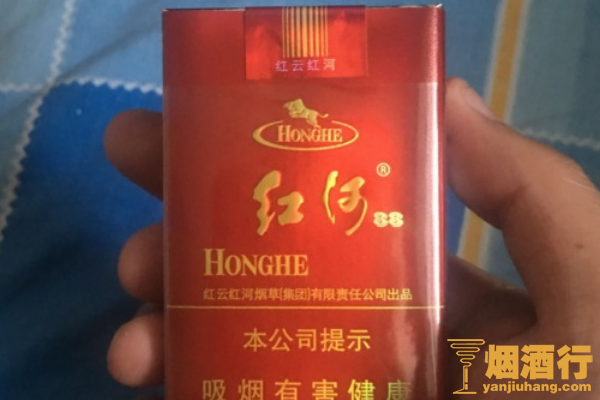 红云红河
HONGHE
红河®88
HONGHE
红云红河烟草(集团)有限责任公司出品
本公司提示
吸烟有害健康
烟酒行
yanjiuhang.com